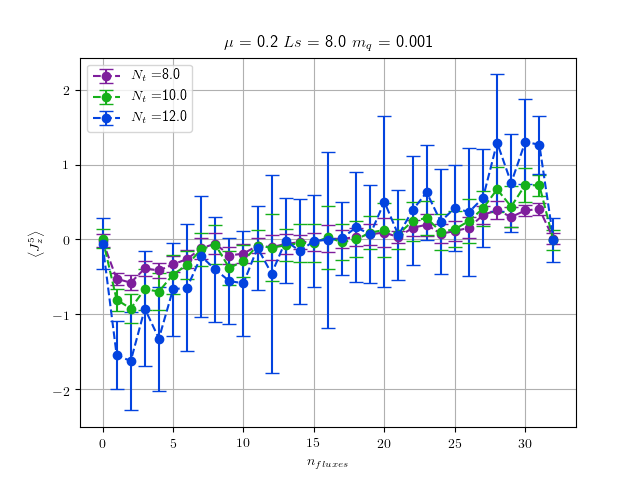 μ = 0.2 Ls = 8.0 m_q = 0.001
N_t =8.0
N_t =10.0
N_t =12.0
2
1
0
−1
−2
⟨J_z^5⟩
0 5 10 15 20 25 30
n_fluxes